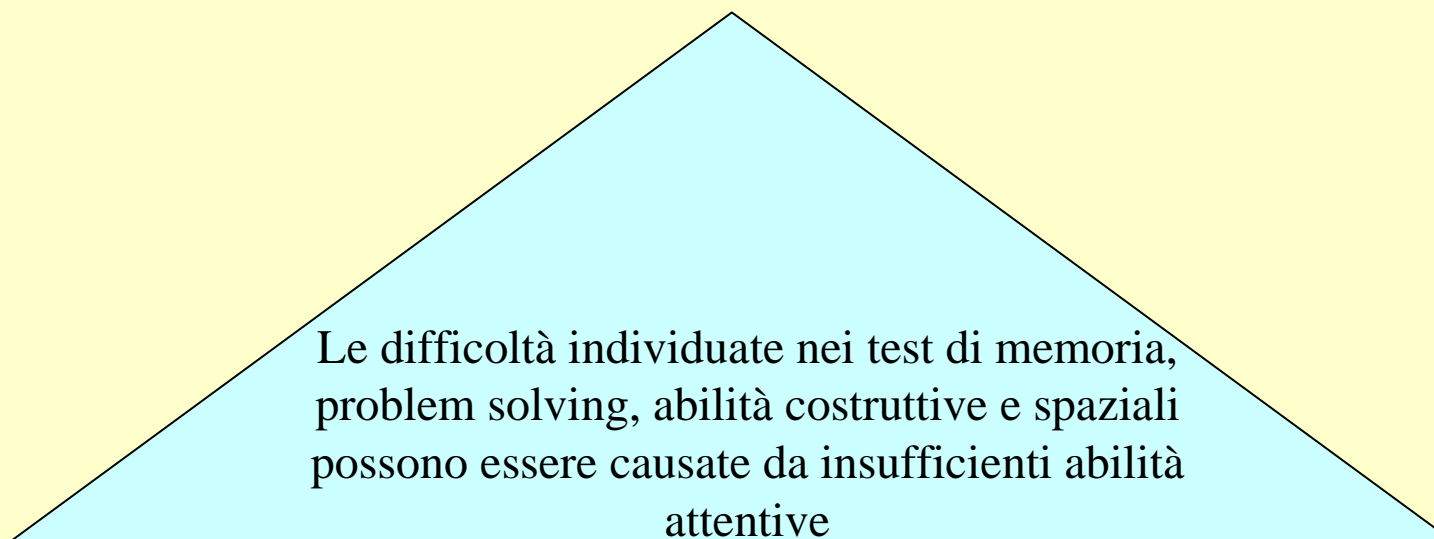 Le difficoltà individuate nei test di memoria,
problem solving, abilità costruttive e spaziali
possono essere causate da insufficienti abilità
attentive